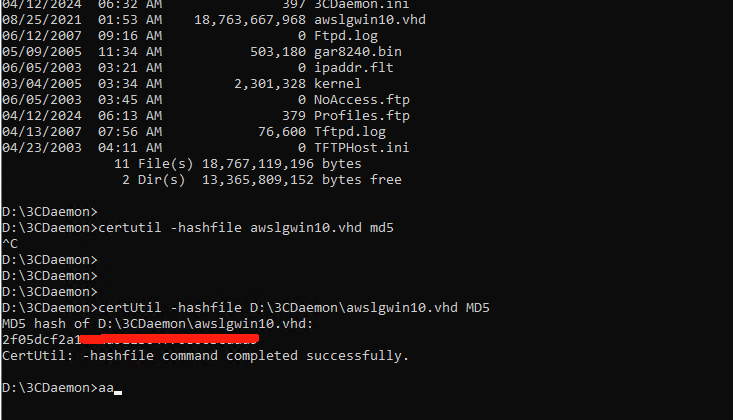 04/12/2024  06:32 AM               397 3CDaemon.ini
08/25/2021  01:53 AM    18,763,667,968 awslgwin10.vhd
06/12/2007  09:16 AM                 0 Ftpd.log
05/09/2005  11:34 AM           503,180 gar8240.bin
06/05/2003  03:21 AM                 0 ipaddr.flt
03/04/2005  03:34 AM         2,301,328 kernel
06/05/2003  03:45 AM                 0 NoAccess.ftp
04/12/2024  06:13 AM               379 Profiles.ftp
04/13/2007  07:56 AM            76,600 Tftpd.log
04/23/2003  04:11 AM                 0 TFTPHost.ini
11 File(s) 18,767,119,196 bytes
2 Dir(s)  13,365,809,152 bytes free
D:\3CDaemon>
D:\3CDaemon>certutil -hashfile awslgwin10.vhd md5
^C
D:\3CDaemon>
D:\3CDaemon>
D:\3CDaemon>
D:\3CDaemon>certUtil -hashfile D:\3CDaemon\awslgwin10.vhd MD5
MD5 hash of D:\3CDaemon\awslgwin10.vhd:
2f05dcf2a1
CertUtil: -hashfile command completed successfully.
D:\3CDaemon>aa